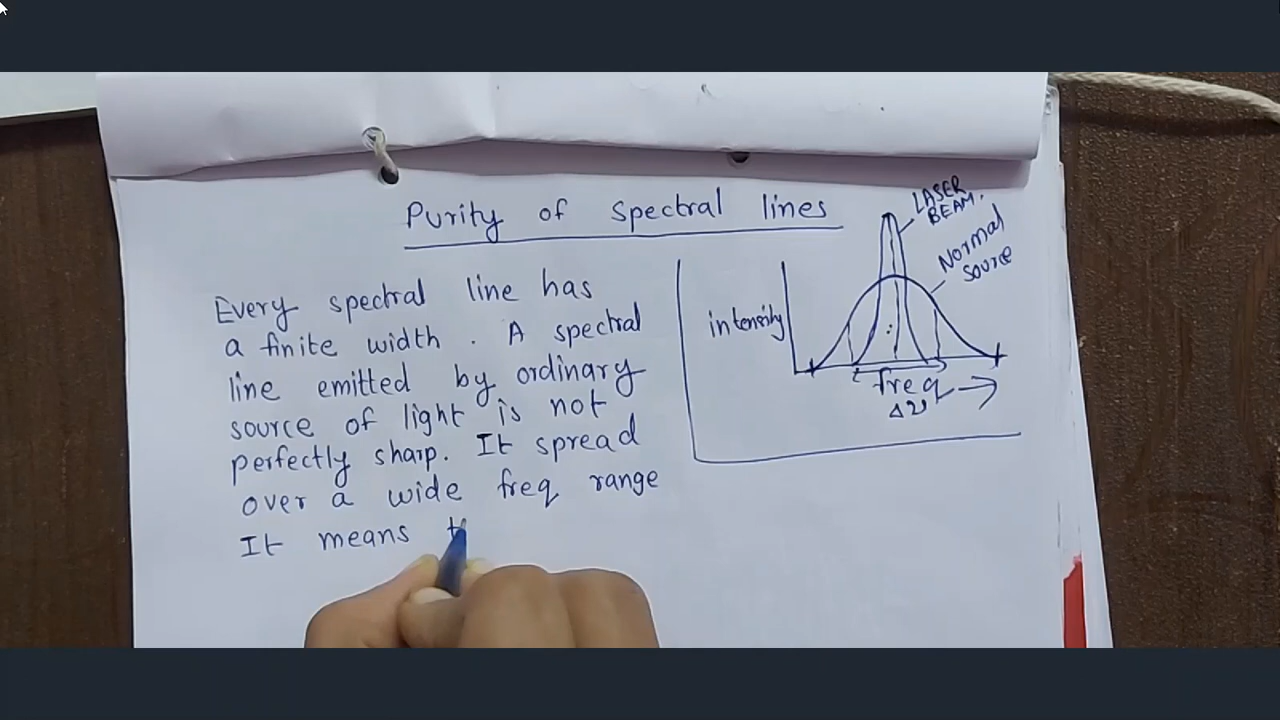 Purity of spectral lines
Every spectral line has
a finite width. A spectral
line emitted by ordinary
source of light is not
perfectly sharp. It spread
over a wide freq range
It means t
LASER
BEAM.
Normal
source
intensity
freq
Δν